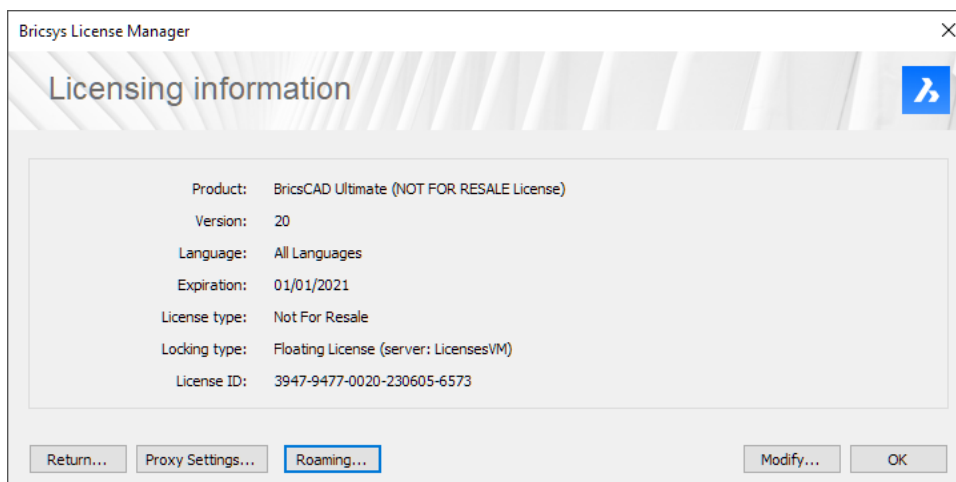 Bricsys License Manager
Licensing information
Product: BricsCAD Ultimate (NOT FOR RESALE License)
Version: 20
Language: All Languages
Expiration: 01/01/2021
License type: Not For Resale
Locking type: Floating License (server: LicensesVM)
License ID: 3947-9477-0020-230605-6573
Return... Proxy Settings... Roaming... Modify... OK